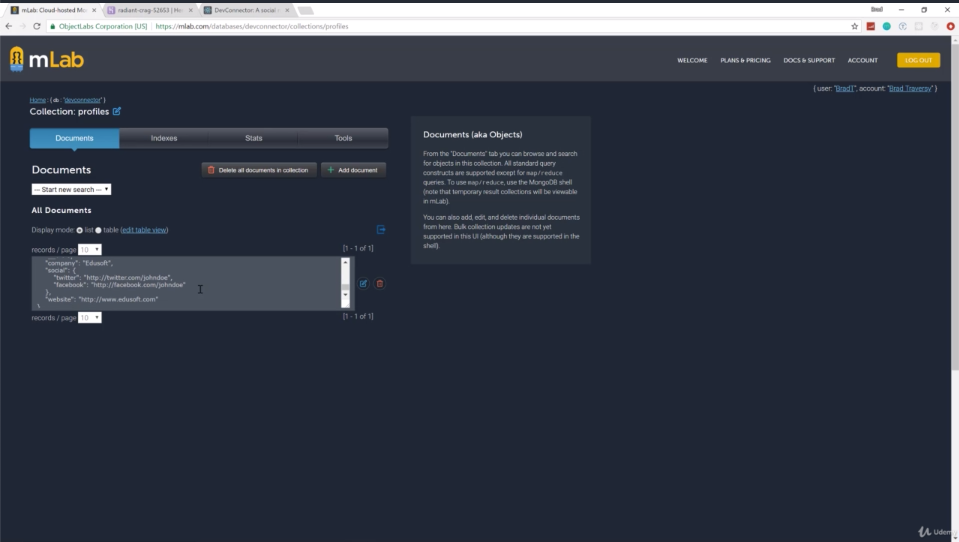 mLab: Cloud-hosted Mo
radiant-crag-52653 | He
DevConnector: A social
ObjectLabs Corporation [US] | https://mlab.com/databases/devconnector/collections/profiles
mLab
WELCOME PLANS & PRICING DOCS & SUPPORT ACCOUNT LOG OUT
{ user: "BradT", account: "Brad Traversy" }
Home : { db : "devconnector" }
Collection: profiles
Documents Indexes Stats Tools
Documents
Delete all documents in collection
+ Add document
--- Start new search ---
All Documents
Display mode: list table (edit table view)
records / page 10 [1 - 1 of 1]
"company": "Edusoft",
"social": {
"twitter": "http://twitter.com/johndoe",
"facebook": "http://facebook.com/johndoe"
},
"website": "http://www.edusoft.com"
}
records / page 10 [1 - 1 of 1]
Documents (aka Objects)
From the "Documents" tab you can browse and search
for objects in this collection. All standard query
constructs are supported except for map/reduce
queries. To use map/reduce, use the MongoDB shell
(note that temporary result collections will be viewable
in mLab).
You can also add, edit, and delete individual documents
from here. Bulk collection updates are not yet
supported in this UI (although they are supported in the
shell).
Udemy